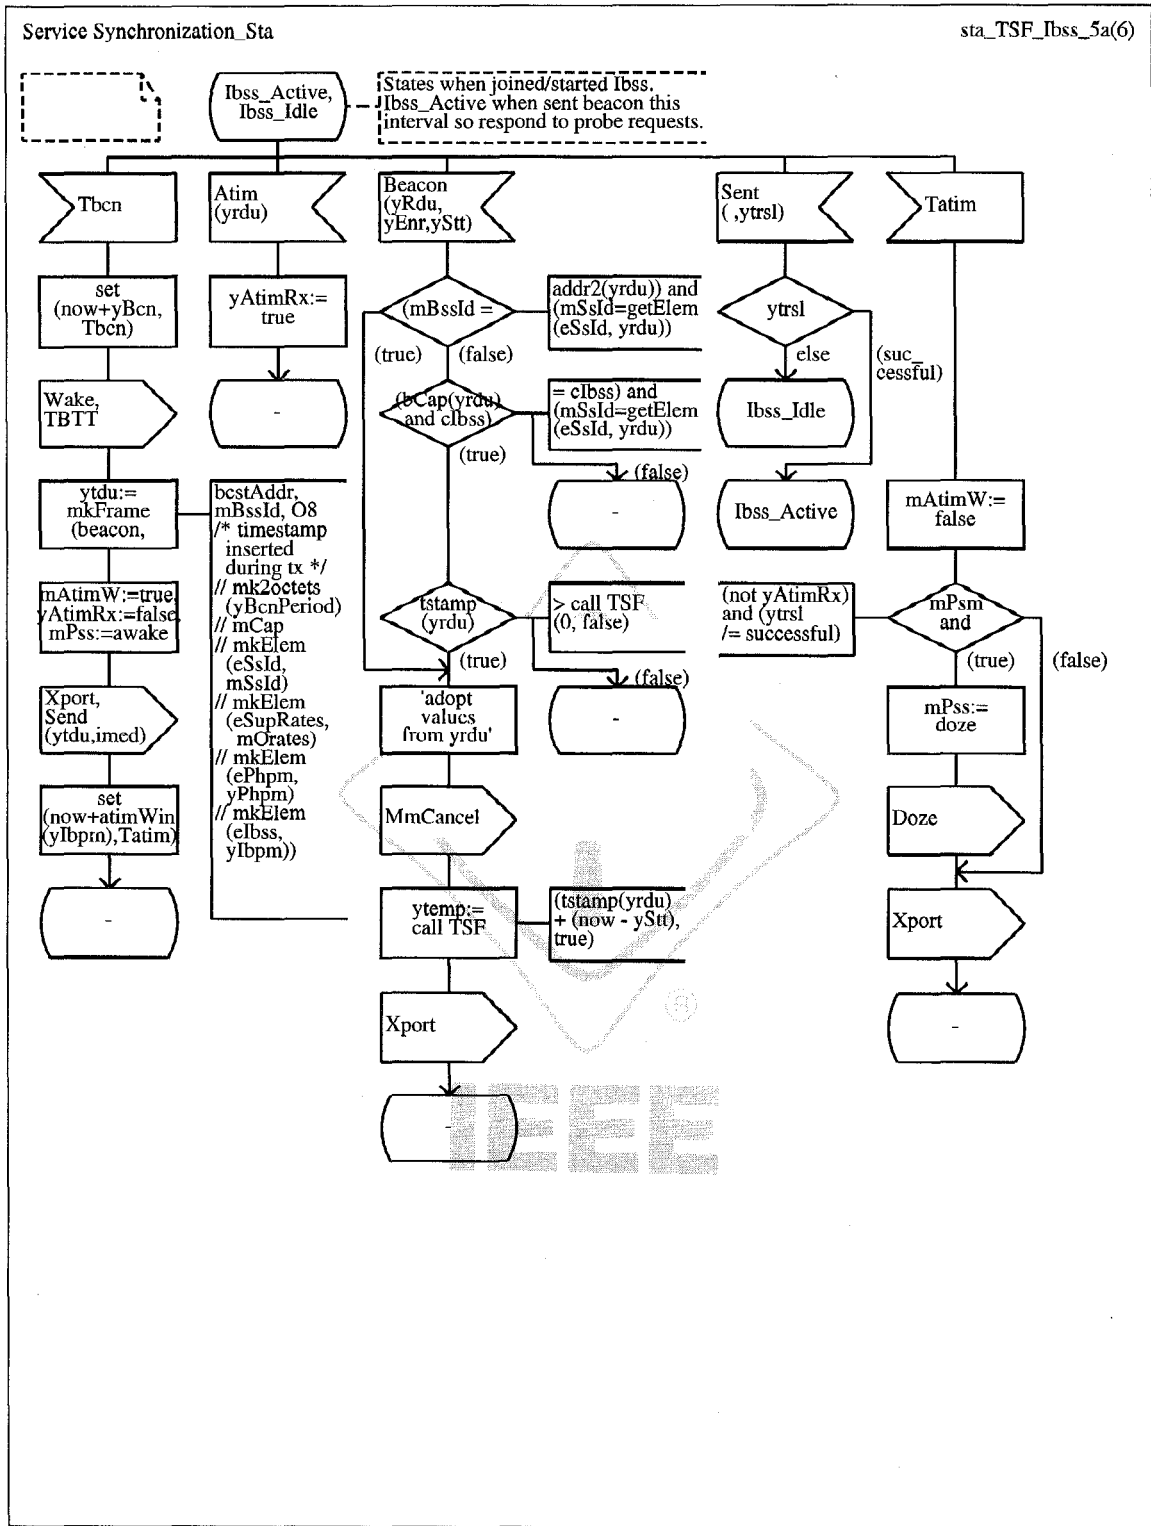 Service Synchronization_Sta
sta_TSF_Ibss_5a(6)
Ibss_Active,
Ibss_Idle
States when joined/started Ibss.
Ibss_Active when sent beacon this
interval so respond to probe requests.
Tbcn
set
(now+yBcn,
Tbcn)
Wake,
TBTT
ytdu:=
mkFrame
(beacon,
bcstAddr,
mBssId, O8
/* timestamp
inserted
during tx */
// mk2octets
(yBcnPeriod)
// mCap
// mkElem
(eSsId,
mSsId)
// mkElem
(eSupRates,
mOrates)
// mkElem
(ePhpm,
yPhpm)
// mkElem
(eIbss,
yIbpm))
mAtimW:=true,
yAtimRx:=false,
mPss:=awake
Xport,
Send
(ytdu,imed)
set
(now+atimWin
(yIbpm),Tatim)
-
Atim
(yrdu)
yAtimRx:=
true
-
Beacon
(yRdu,
yEnr,yStt)
(mBssId =
addr2(yrdu)) and
(mSsId=getElem
(eSsId, yrdu))
(true)
(false)
(bCap(yrdu)
and cIbss)
= cIbss) and
(mSsId=getElem
(eSsId, yrdu))
(true)
(false)
-
tstamp
(yrdu)
> call TSF
(0, false)
(true)
(false)
-
'adopt
values
from yrdu'
MmCancel
ytemp:=
call TSF
(tstamp(yrdu)
+ (now - yStt),
true)
Xport
-
Sent
( ,ytrsl)
ytrsl
else
(suc_
cessful)
Ibss_Idle
Ibss_Active
Tatim
mAtimW:=
false
mPsm
and
(not yAtimRx)
and (ytrsl
/= successful)
(true)
(false)
mPss:=
doze
Doze
Xport
-
®
IEEE